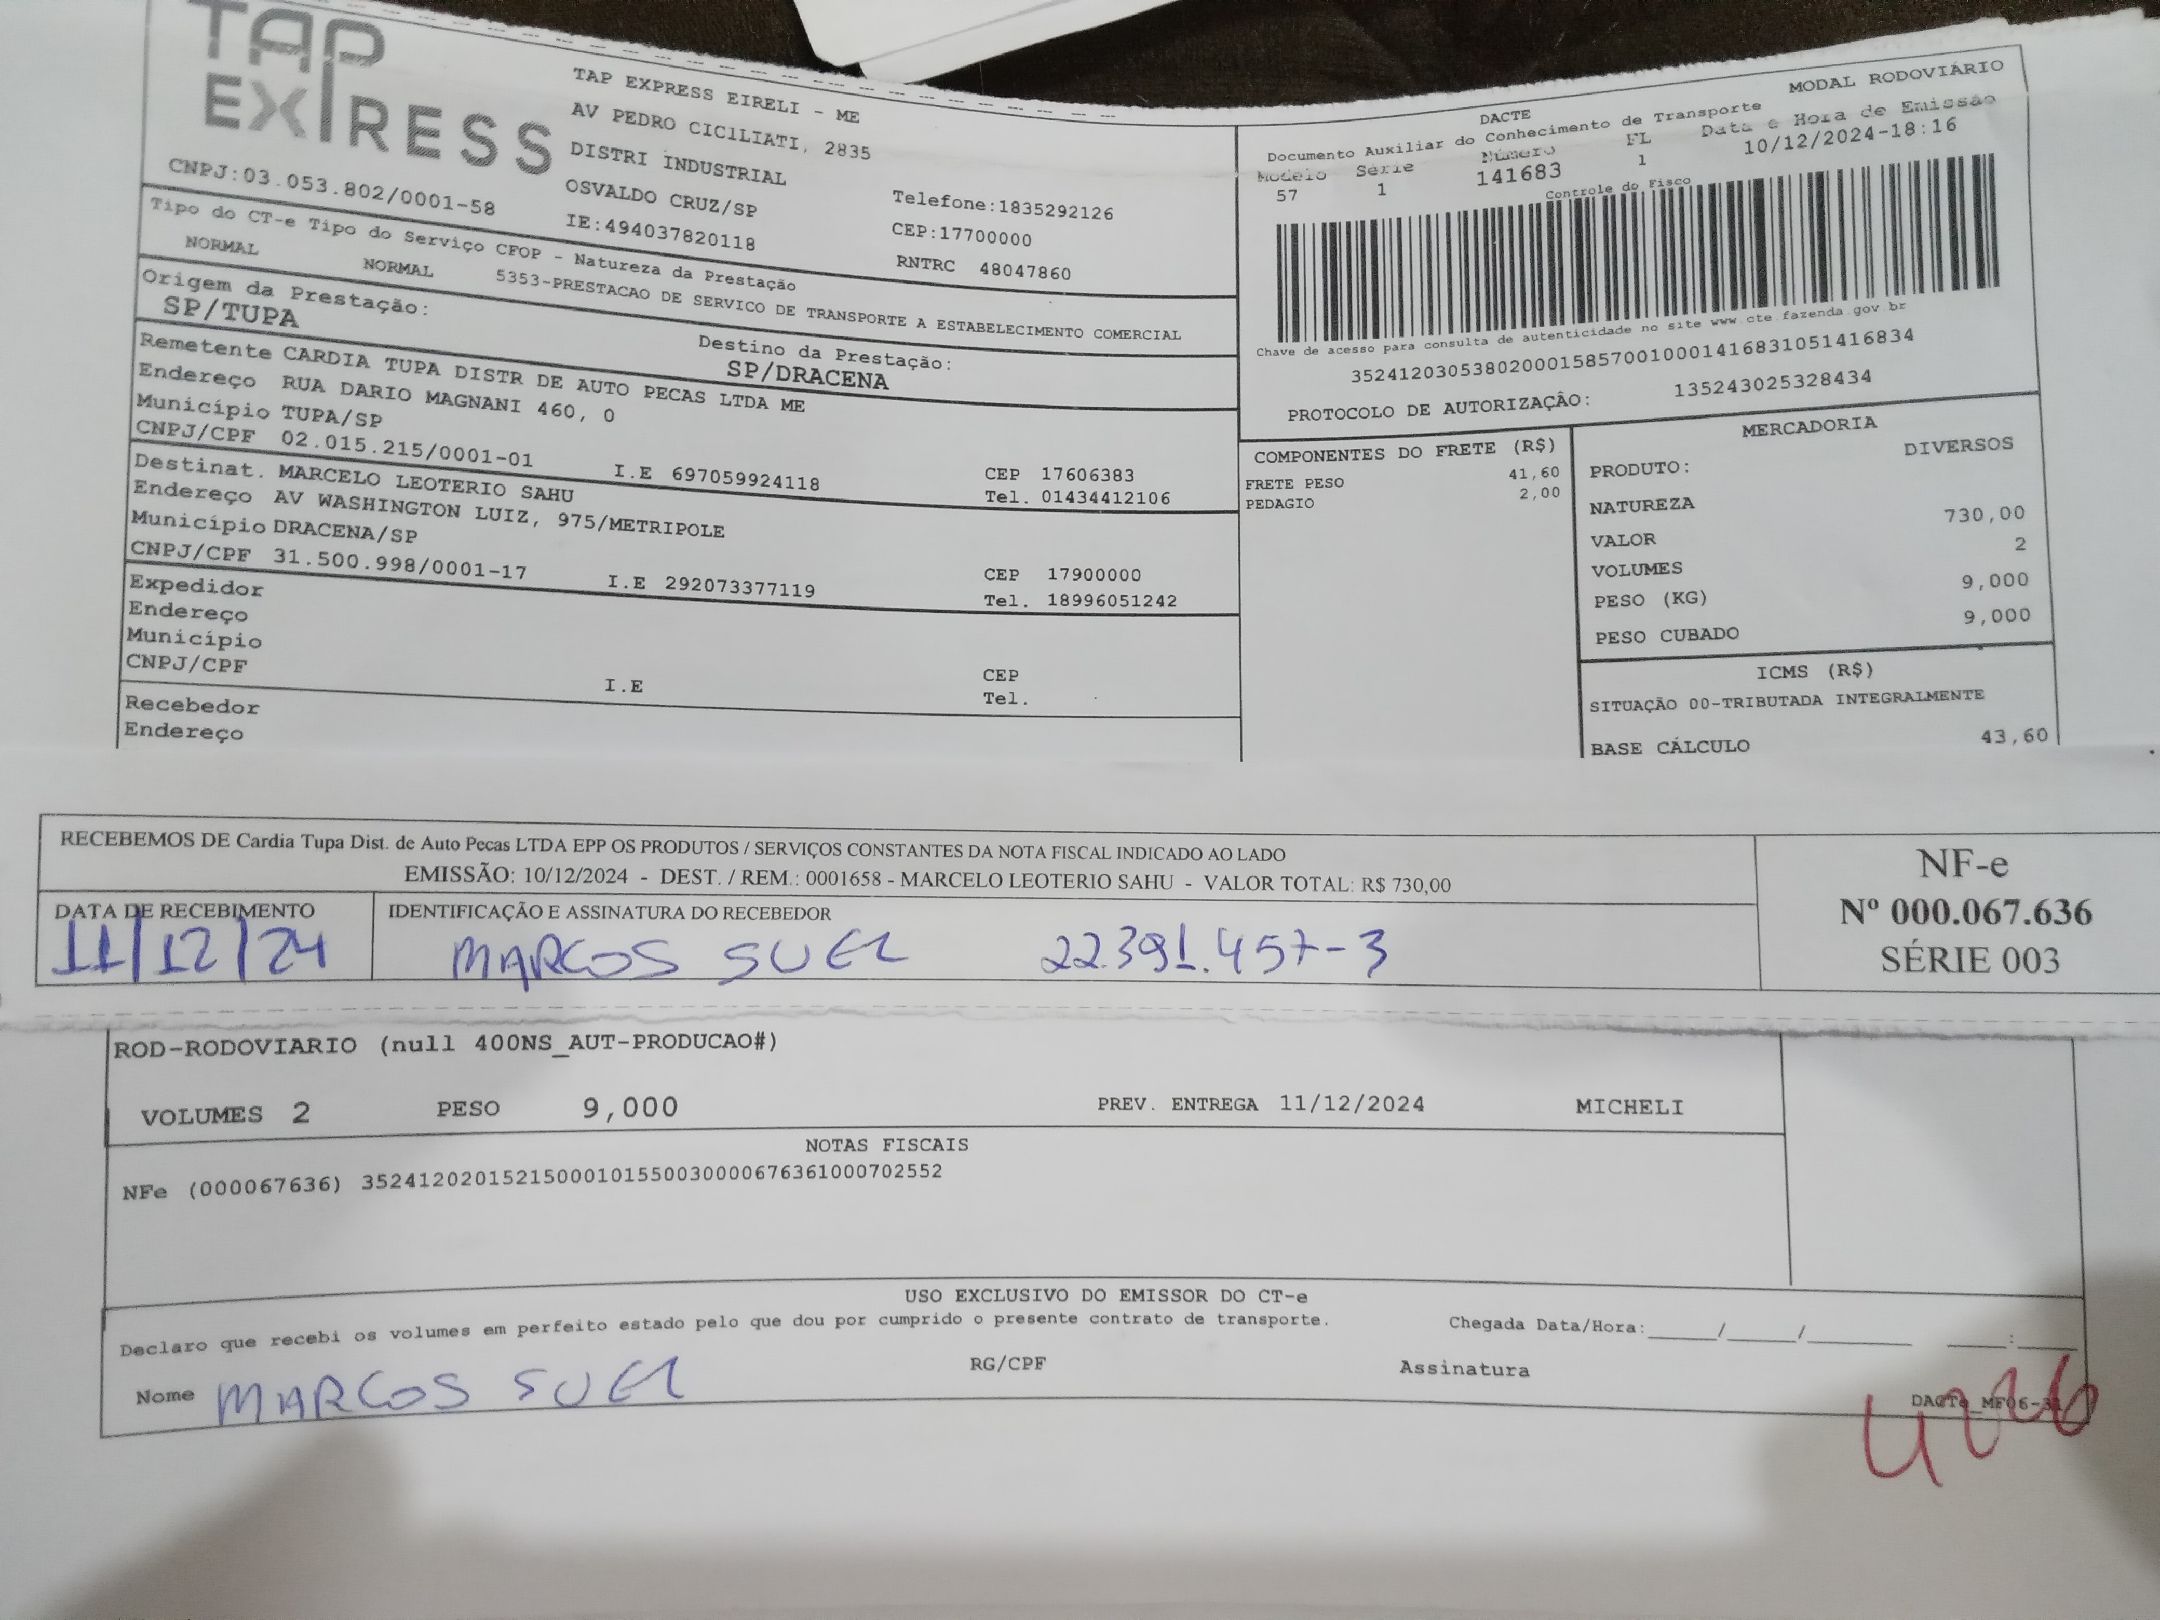 TAP
EXPRESS
TAP EXPRESS EIRELI - ME
AV PEDRO CICILIATI, 2835
DISTRI INDUSTRIAL
OSVALDO CRUZ/SP
Telefone:1835292126
CNPJ:03.053.802/0001-58
IE:494037820118
CEP:17700000
RNTRC 48047860
Tipo do CT-e Tipo do Serviço CFOP - Natureza da Prestação
NORMAL NORMAL 5353-PRESTACAO DE SERVICO DE TRANSPORTE A ESTABELECIMENTO COMERCIAL
Origem da Prestação:
SP/TUPA
Destino da Prestação:
SP/DRACENA
Remetente CARDIA TUPA DISTR DE AUTO PECAS LTDA ME
Endereço RUA DARIO MAGNANI 460, 0
Município TUPA/SP CEP 17606383
CNPJ/CPF 02.015.215/0001-01 I.E 697059924118 Tel. 01434412106
Destinat. MARCELO LEOTERIO SAHU
Endereço AV WASHINGTON LUIZ, 975/METRIPOLE
Município DRACENA/SP CEP 17900000
CNPJ/CPF 31.500.998/0001-17 I.E 292073377119 Tel. 18996051242
Expedidor
Endereço
Município CEP
CNPJ/CPF I.E Tel.
Recebedor
Endereço
DACTE MODAL RODOVIÁRIO
Documento Auxiliar do Conhecimento de Transporte
Modelo Série Número FL Data e Hora de Emissão
57 1 141683 1 10/12/2024-18:16
Controle do Fisco
Chave de acesso para consulta de autenticidade no site www.cte.fazenda.gov.br
35241203053802000158570010001416831051416834
PROTOCOLO DE AUTORIZAÇÃO: 135243025328434
COMPONENTES DO FRETE (R$)
FRETE PESO 41,60
PEDAGIO 2,00
MERCADORIA
PRODUTO: DIVERSOS
NATUREZA
VALOR 730,00
VOLUMES 2
PESO (KG) 9,000
PESO CUBADO 9,000
ICMS (R$)
SITUAÇÃO 00-TRIBUTADA INTEGRALMENTE
BASE CÁLCULO 43,60
RECEBEMOS DE Cardia Tupa Dist. de Auto Pecas LTDA EPP OS PRODUTOS / SERVIÇOS CONSTANTES DA NOTA FISCAL INDICADO AO LADO
EMISSÃO: 10/12/2024 - DEST. / REM.: 0001658 - MARCELO LEOTERIO SAHU - VALOR TOTAL: R$ 730,00
DATA DE RECEBIMENTO IDENTIFICAÇÃO E ASSINATURA DO RECEBEDOR
11/12/24 MARCOS SUEL 22.391.457-3
NF-e
Nº 000.067.636
SÉRIE 003
ROD-RODOVIARIO (null 400NS_AUT-PRODUCAO#)
VOLUMES 2 PESO 9,000 PREV. ENTREGA 11/12/2024 MICHELI
NOTAS FISCAIS
NFe (000067636) 35241202015215000101550030000676361000702552
USO EXCLUSIVO DO EMISSOR DO CT-e
Declaro que recebi os volumes em perfeito estado pelo que dou por cumprido o presente contrato de transporte. Chegada Data/Hora:_____/_____/_______ ____:____
Nome MARCOS SUEL RG/CPF Assinatura